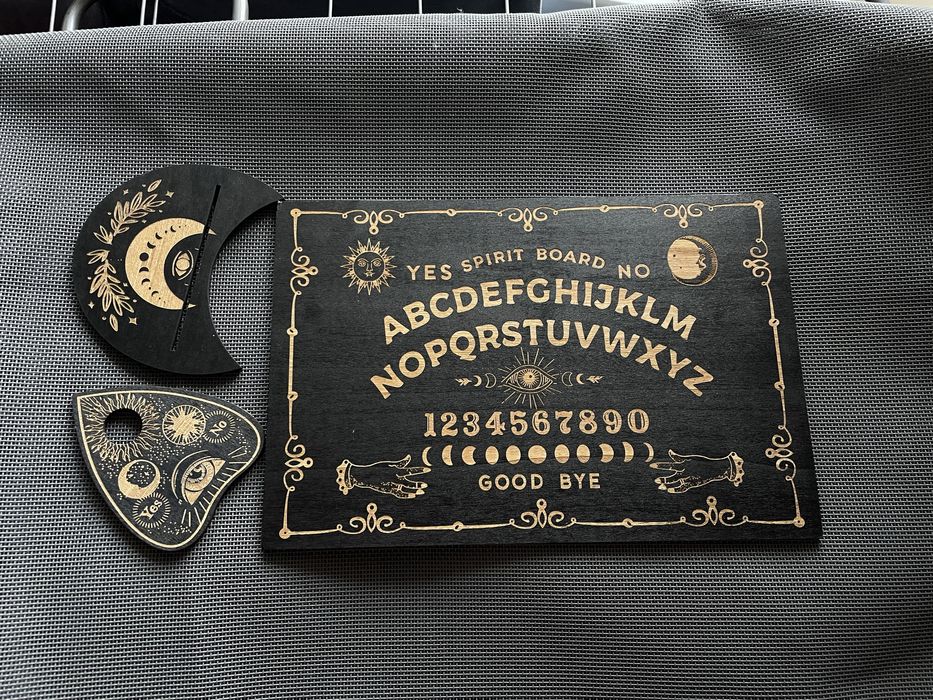 YES SPIRIT BOARD NO
ABCDEFGHIJKLM
NOPQRSTUVWXYZ
1234567890
GOOD BYE
No
Yes